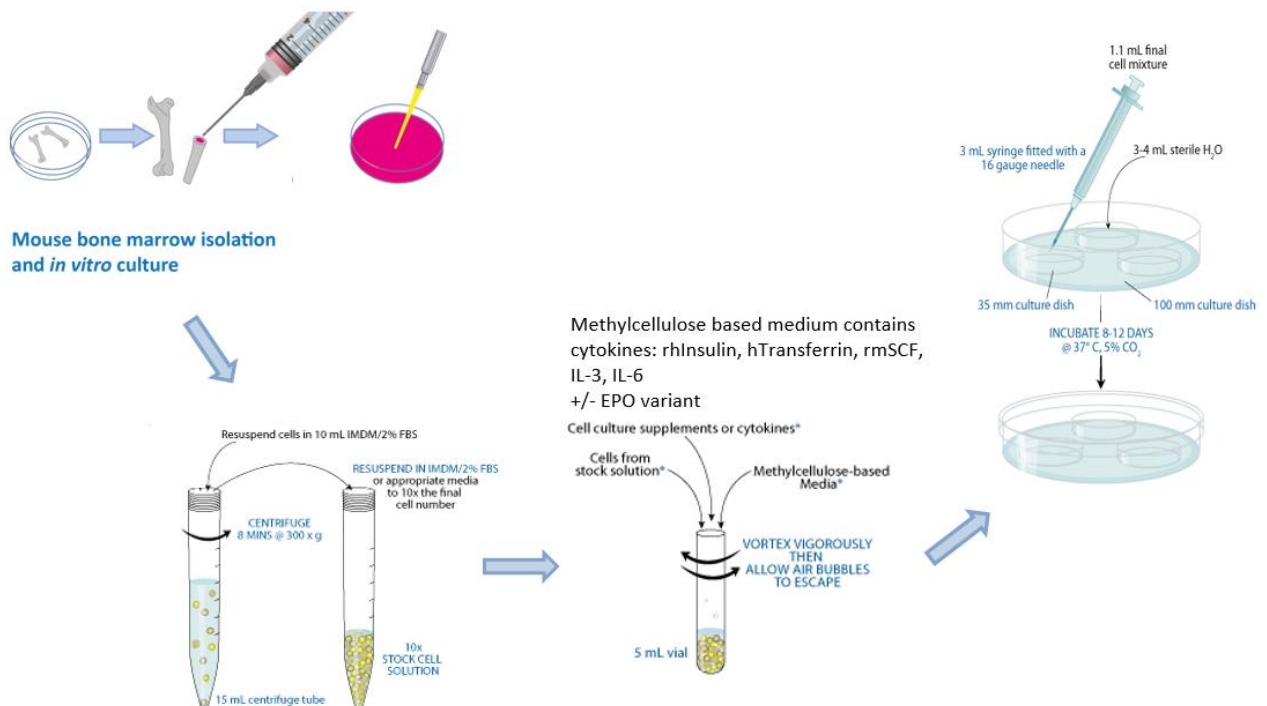 Mouse bone marrow isolation
and in vitro culture
Resuspend cells in 10 mL IMDM/2% FBS
RESUSPEND IN IMDM/2% FBS
or appropriate media
to 10x the final
cell number
CENTRIFUGE
8 MINS @ 300 x g
10x
STOCK CELL
SOLUTION
15 mL centrifuge tube
Methylcellulose based medium contains
cytokines: rhInsulin, hTransferrin, rmSCF,
IL-3, IL-6
+/- EPO variant
Cell culture supplements or cytokines*
Cells from
stock solution*
Methylcellulose-based
Media*
VORTEX VIGOROUSLY
THEN
ALLOW AIR BUBBLES
TO ESCAPE
5 mL vial
1.1 mL final
cell mixture
3 mL syringe fitted with a
16 gauge needle
3-4 mL sterile H₂O
35 mm culture dish
100 mm culture dish
INCUBATE 8-12 DAYS
@ 37° C, 5% CO₂